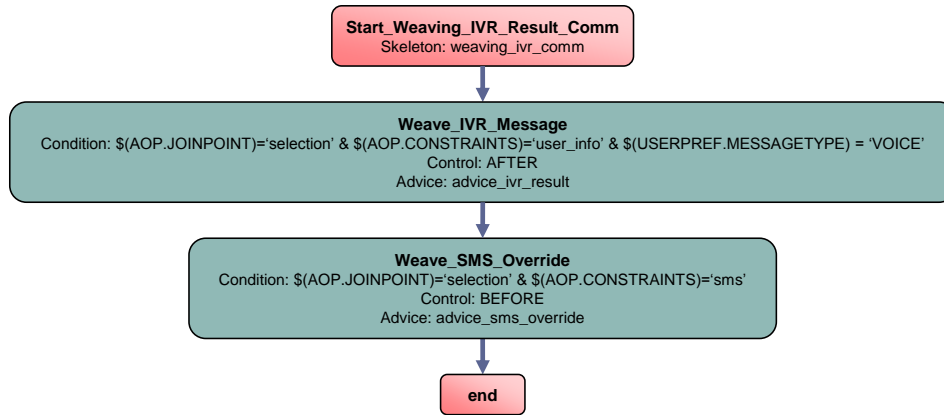 Start_Weaving_IVR_Result_Comm
Skeleton: weaving_ivr_comm
Weave_IVR_Message
Condition: $(AOP.JOINPOINT)=‘selection’ & $(AOP.CONSTRAINTS)=‘user_info’ & $(USERPREF.MESSAGETYPE) = ‘VOICE’
Control: AFTER
Advice: advice_ivr_result
Weave_SMS_Override
Condition: $(AOP.JOINPOINT)=‘selection’ & $(AOP.CONSTRAINTS)=‘sms’
Control: BEFORE
Advice: advice_sms_override
end